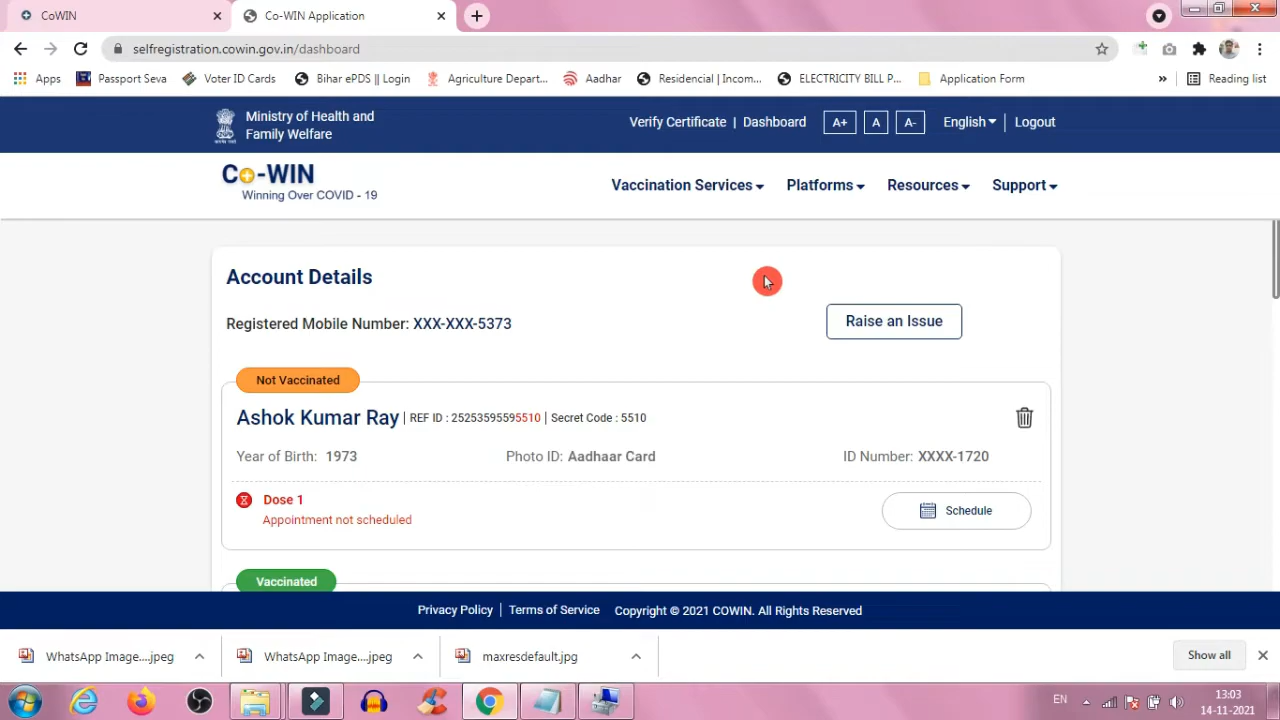 CoWIN
Co-WIN Application
selfregistration.cowin.gov.in/dashboard
Apps
Passport Seva
Voter ID Cards
Bihar ePDS || Login
Agriculture Depart...
Aadhar
Residencial | Incom...
ELECTRICITY BILL P...
Application Form
»
Reading list
Ministry of Health and
Family Welfare
Verify Certificate | Dashboard
A+
A
A-
English
Logout
Co-WIN
Winning Over COVID - 19
Vaccination Services
Platforms
Resources
Support
Account Details
Registered Mobile Number: XXX-XXX-5373
Raise an Issue
Not Vaccinated
Ashok Kumar Ray | REF ID : 25253595595510 | Secret Code : 5510
Year of Birth: 1973
Photo ID: Aadhaar Card
ID Number: XXXX-1720
Dose 1
Appointment not scheduled
Schedule
Vaccinated
Privacy Policy | Terms of Service
Copyright © 2021 COWIN. All Rights Reserved
WhatsApp Image....jpeg
WhatsApp Image....jpeg
maxresdefault.jpg
Show all
EN
13:03
14-11-2021